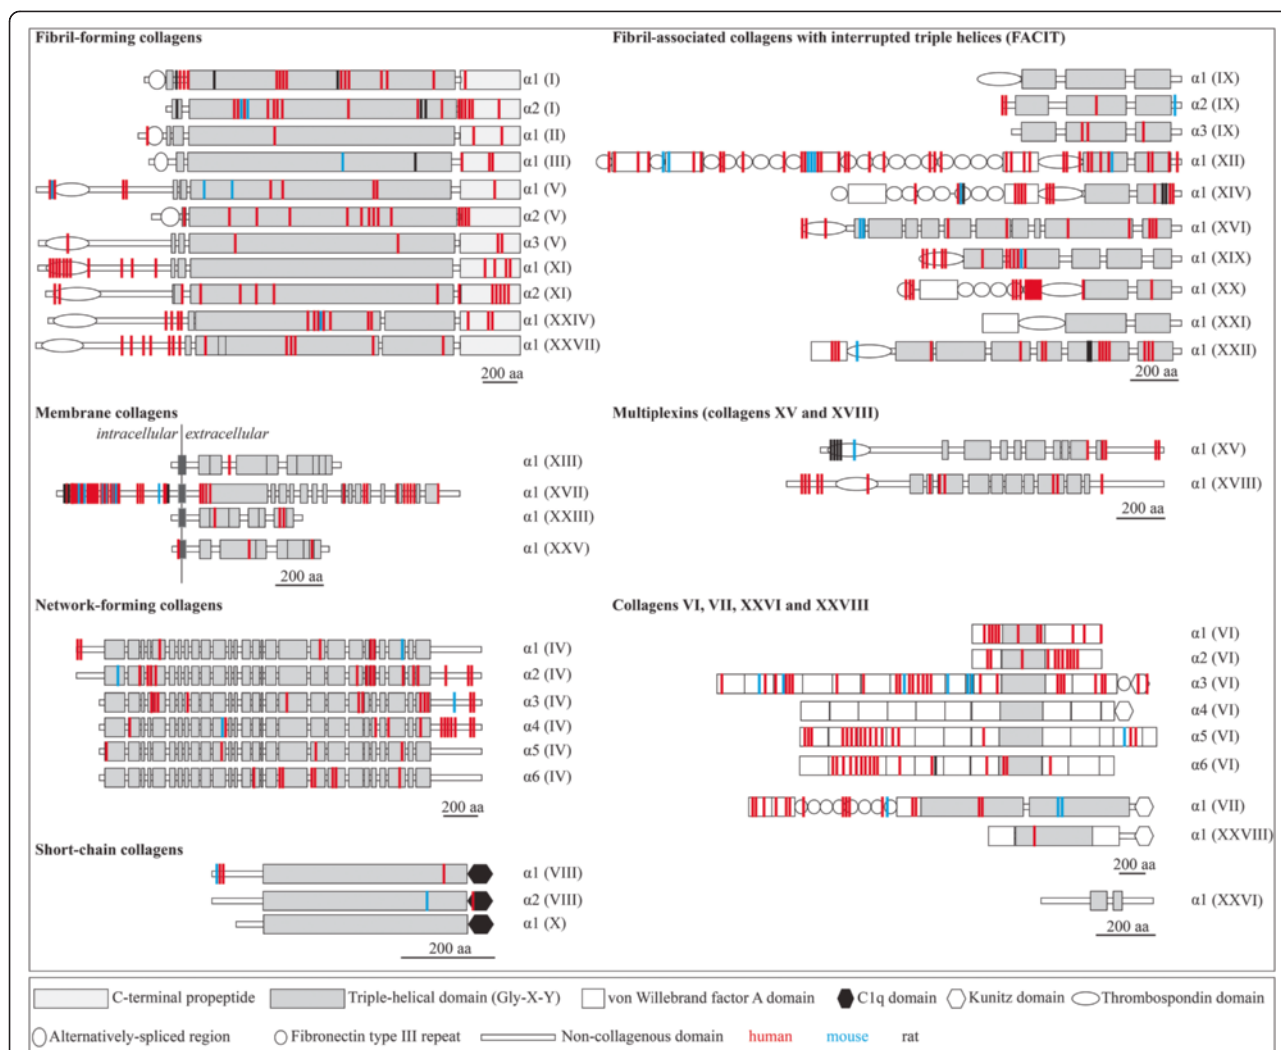 Fibril-forming collagens
α1 (I)
α2 (I)
α1 (II)
α1 (III)
α1 (V)
α2 (V)
α3 (V)
α1 (XI)
α2 (XI)
α1 (XXIV)
α1 (XXVII)
200 aa
Fibril-associated collagens with interrupted triple helices (FACIT)
α1 (IX)
α2 (IX)
α3 (IX)
α1 (XII)
α1 (XIV)
α1 (XVI)
α1 (XIX)
α1 (XX)
α1 (XXI)
α1 (XXII)
200 aa
Membrane collagens
intracellular extracellular
α1 (XIII)
α1 (XVII)
α1 (XXIII)
α1 (XXV)
200 aa
Multiplexins (collagens XV and XVIII)
α1 (XV)
α1 (XVIII)
200 aa
Network-forming collagens
α1 (IV)
α2 (IV)
α3 (IV)
α4 (IV)
α5 (IV)
α6 (IV)
200 aa
Collagens VI, VII, XXVI and XXVIII
α1 (VI)
α2 (VI)
α3 (VI)
α4 (VI)
α5 (VI)
α6 (VI)
α1 (VII)
α1 (XXVIII)
200 aa
α1 (XXVI)
200 aa
Short-chain collagens
α1 (VIII)
α2 (VIII)
α1 (X)
200 aa
C-terminal propeptide Triple-helical domain (Gly-X-Y) von Willebrand factor A domain C1q domain Kunitz domain Thrombospondin domain
Alternatively-spliced region Fibronectin type III repeat Non-collagenous domain human mouse rat